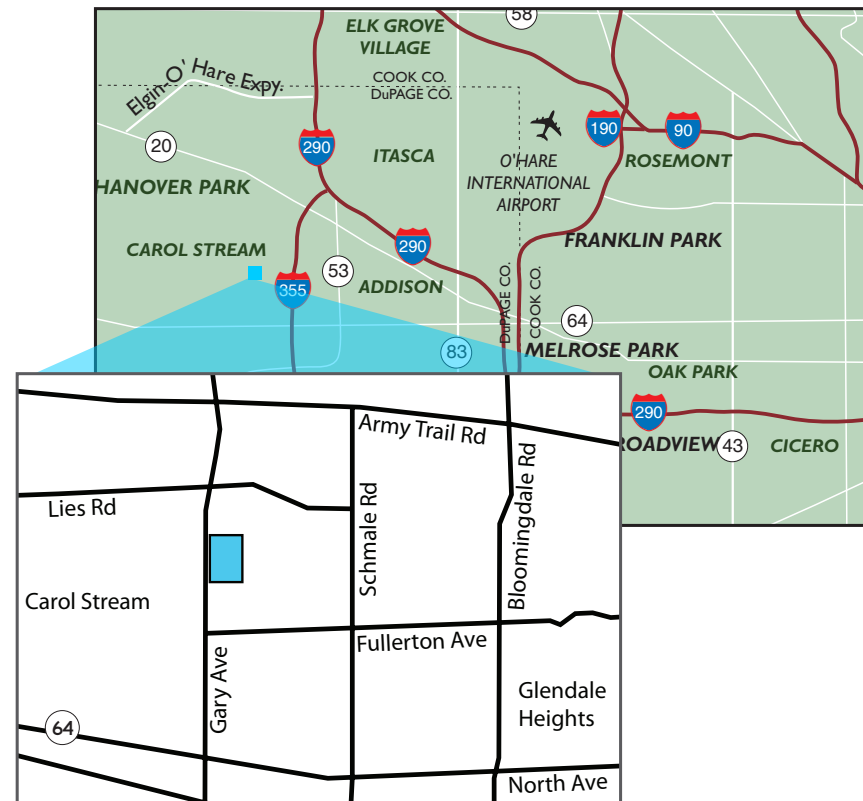 58
ELK GROVE
VILLAGE
COOK CO.
DuPAGE CO.
Elgin-O' Hare Expy.
20
290
190
90
ITASCA
O'HARE
INTERNATIONAL
AIRPORT
ROSEMONT
HANOVER PARK
CAROL STREAM
290
FRANKLIN PARK
53
355
ADDISON
DuPAGE CO.
COOK CO.
64
83
MELROSE PARK
OAK PARK
290
ROADVIEW
43
CICERO
Army Trail Rd
Lies Rd
Schmale Rd
Bloomingdale Rd
Carol Stream
Fullerton Ave
Gary Ave
Glendale
Heights
64
North Ave